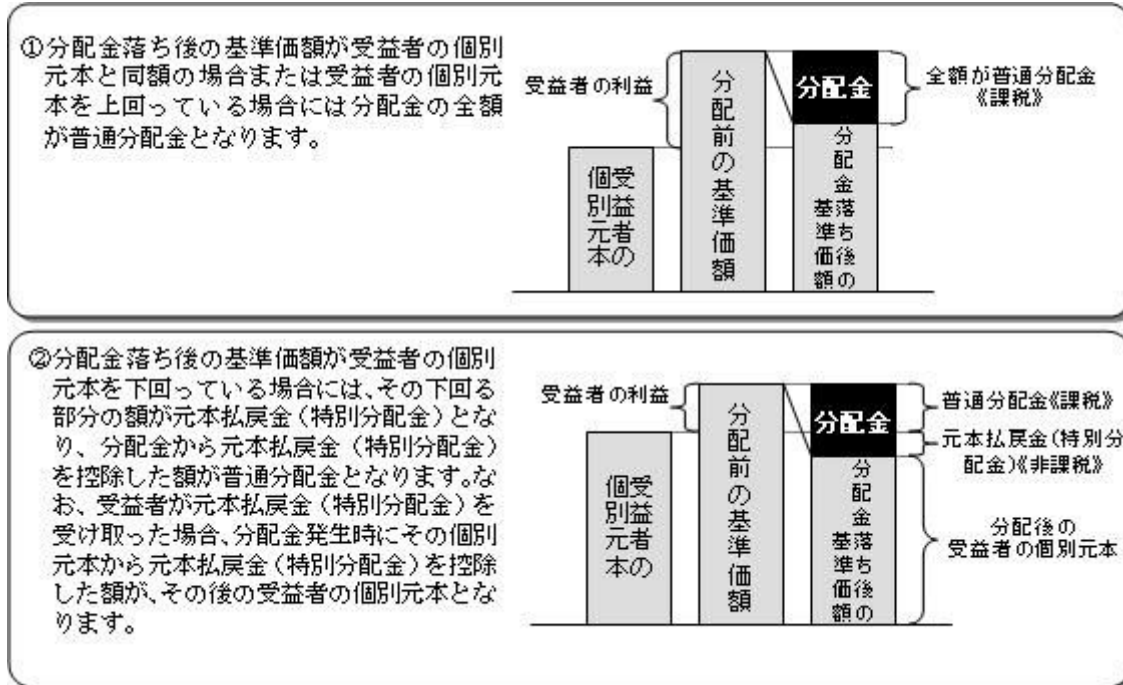 ①分配金落ち後の基準価額が受益者の個別
元本と同額の場合または受益者の個別元
本を上回っている場合には分配金の全額
が普通分配金となります。
受益者の利益
受益者の
個別元本
分配前の基準価額
分配金
分配金落ち後の
基準価額
全額が普通分配金
《課税》
②分配金落ち後の基準価額が受益者の個別
元本を下回っている場合には、その下回る
部分の額が元本払戻金（特別分配金）とな
り、分配金から元本払戻金（特別分配金）
を控除した額が普通分配金となります。な
お、受益者が元本払戻金（特別分配金）を
受け取った場合、分配金発生時にその個別
元本から元本払戻金（特別分配金）を控除
した額が、その後の受益者の個別元本とな
ります。
受益者の利益
受益者の
個別元本
分配前の基準価額
分配金
分配金落ち後の
基準価額
普通分配金《課税》
元本払戻金（特別分
配金）《非課税》
分配後の
受益者の個別元本